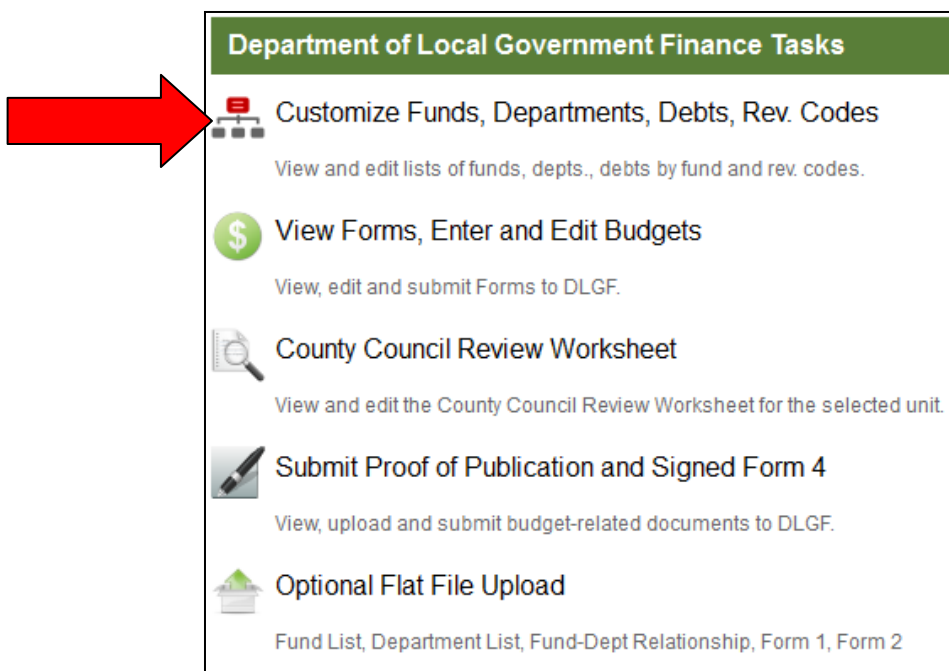 Department of Local Government Finance Tasks
Customize Funds, Departments, Debts, Rev. Codes
View and edit lists of funds, depts., debts by fund and rev. codes.
$
View Forms, Enter and Edit Budgets
View, edit and submit Forms to DLGF.
County Council Review Worksheet
View and edit the County Council Review Worksheet for the selected unit.
Submit Proof of Publication and Signed Form 4
View, upload and submit budget-related documents to DLGF.
Optional Flat File Upload
Fund List, Department List, Fund-Dept Relationship, Form 1, Form 2